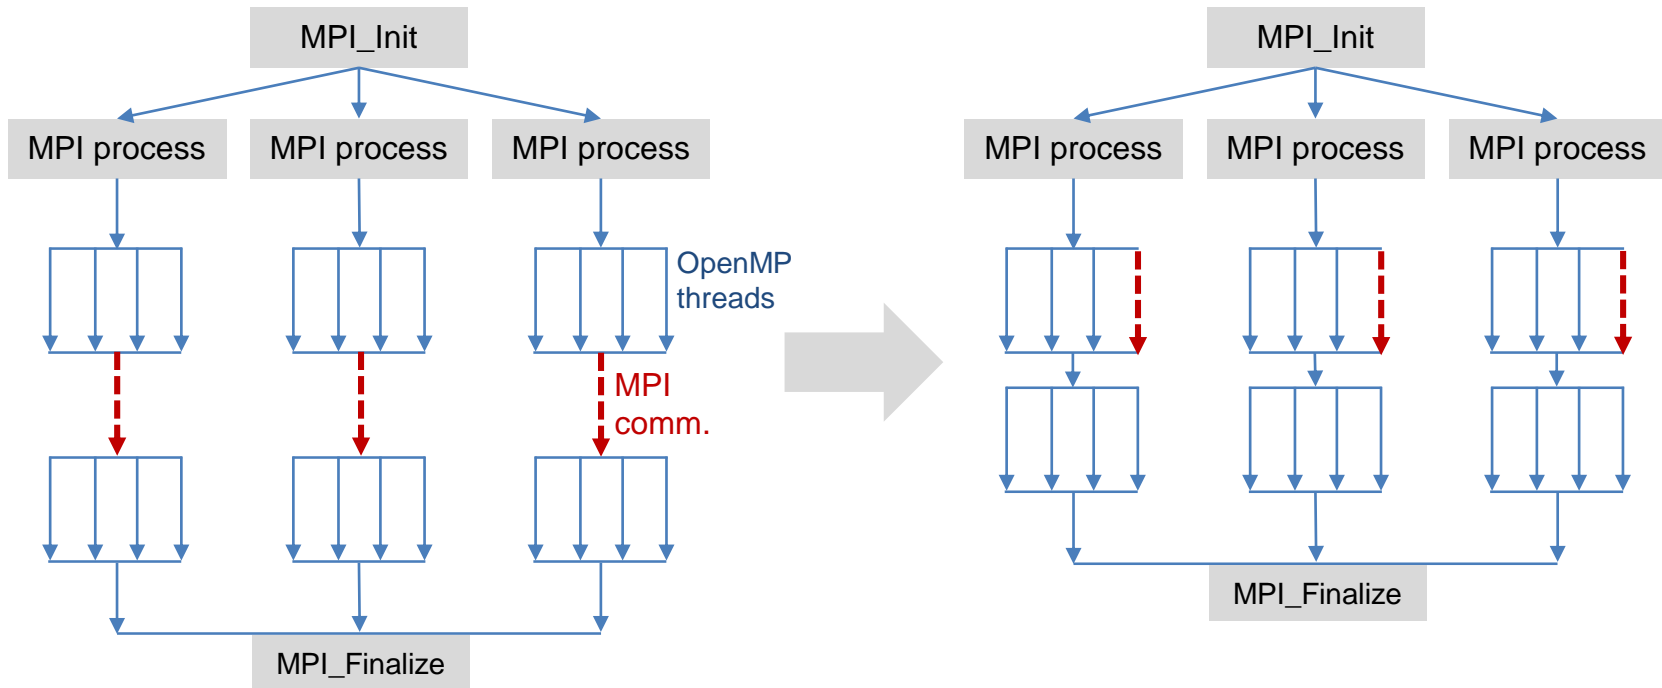 MPI_Init
MPI process
MPI process
MPI process
OpenMP
threads
MPI
comm.
MPI_Finalize
MPI_Init
MPI process
MPI process
MPI process
MPI_Finalize